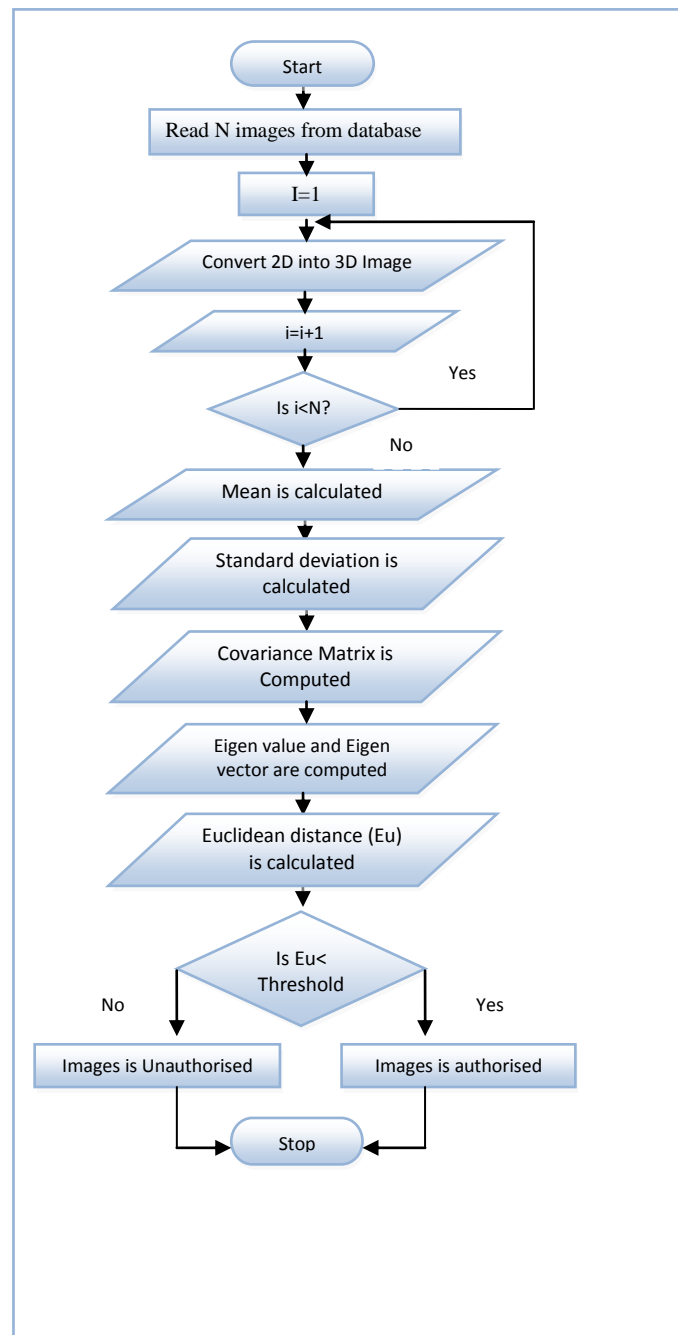 Start
Read N images from database
I=1
Convert 2D into 3D Image
i=i+1
Yes
Is i<N?
No
Mean is calculated
Standard deviation is
calculated
Covariance Matrix is
Computed
Eigen value and Eigen
vector are computed
Euclidean distance (Eu)
is calculated
Is Eu<
Threshold
No
Yes
Images is Unauthorised
Images is authorised
Stop